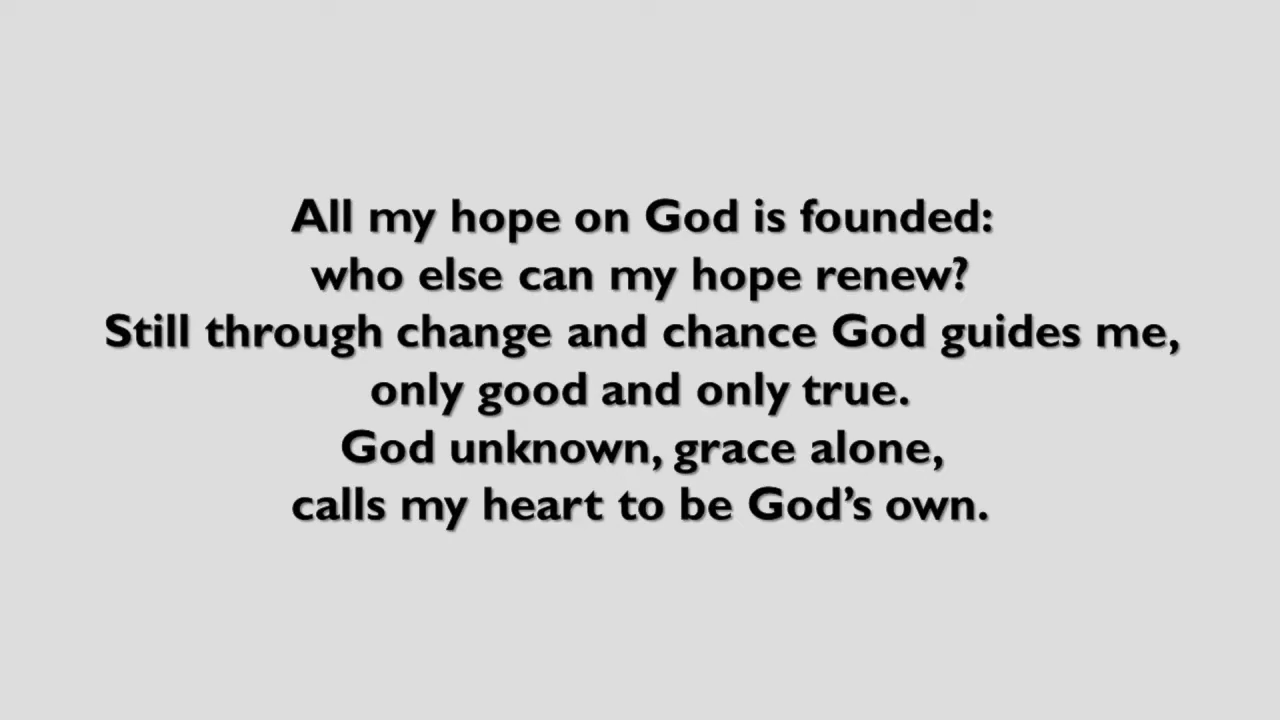 All my hope on God is founded:
who else can my hope renew?
Still through change and chance God guides me,
only good and only true.
God unknown, grace alone,
calls my heart to be God’s own.